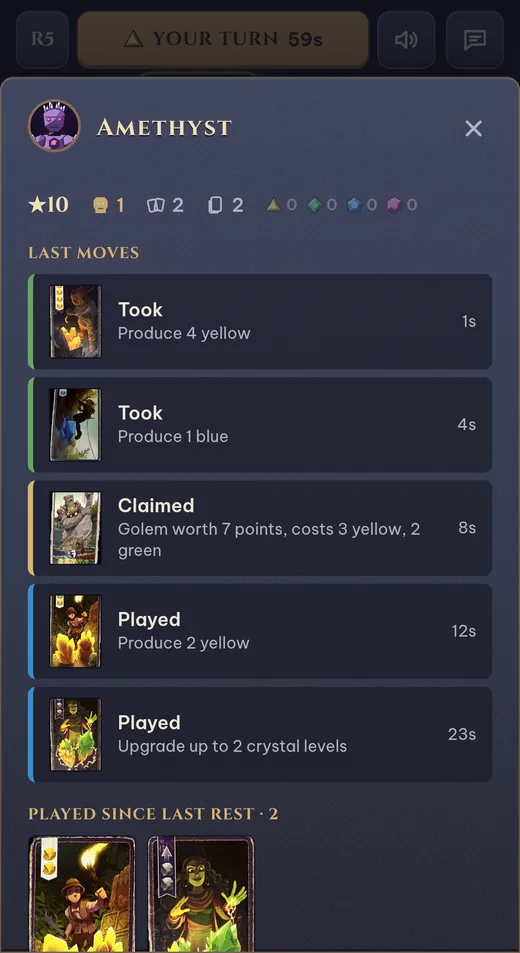 R5
YOUR TURN 59s
AMETHYST
★10 1 2 2 0 0 0 0
LAST MOVES
Took
Produce 4 yellow
1s
Took
Produce 1 blue
4s
Claimed
Golem worth 7 points, costs 3 yellow, 2
green
8s
Played
Produce 2 yellow
12s
Played
Upgrade up to 2 crystal levels
23s
PLAYED SINCE LAST REST · 2